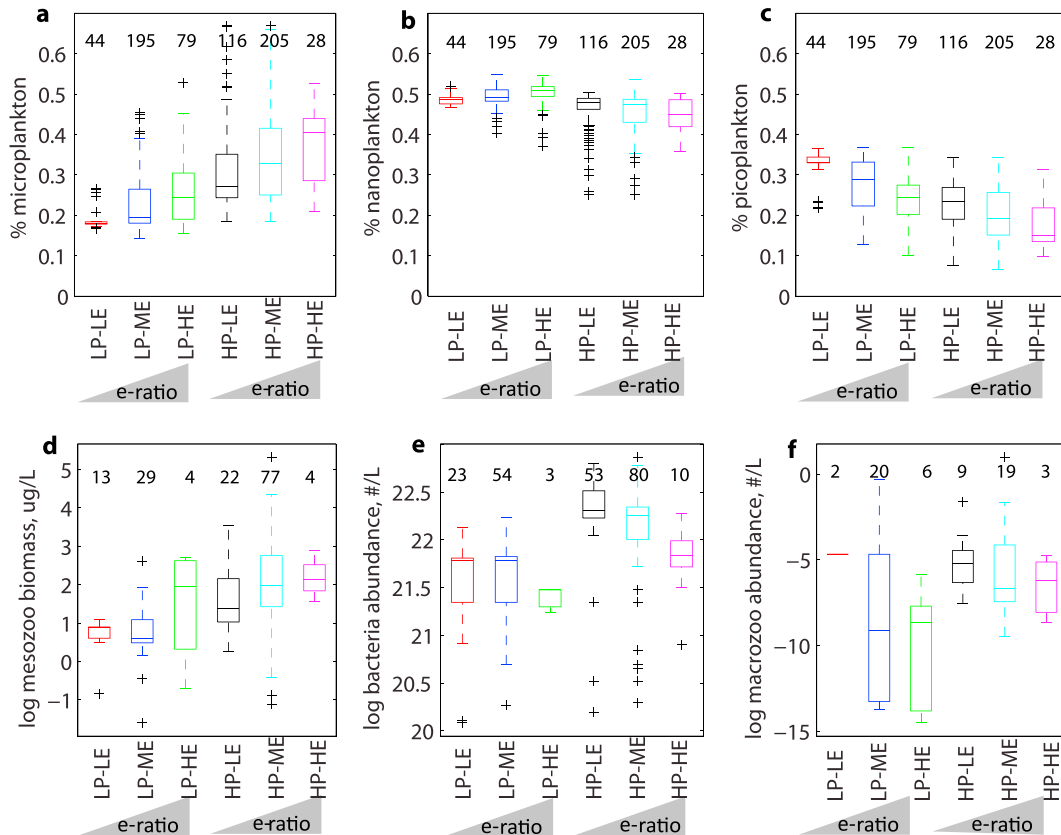 a
44 195 79 116 205 28
% microplankton
0.6
0.5
0.4
0.3
0.2
0.1
0
LP-LE LP-ME LP-HE HP-LE HP-ME HP-HE
e-ratio e-ratio
b
44 195 79 116 205 28
% nanoplankton
0.6
0.5
0.4
0.3
0.2
0.1
0
LP-LE LP-ME LP-HE HP-LE HP-ME HP-HE
e-ratio e-ratio
c
44 195 79 116 205 28
% picoplankton
0.6
0.5
0.4
0.3
0.2
0.1
0
LP-LE LP-ME LP-HE HP-LE HP-ME HP-HE
e-ratio e-ratio
d
13 29 4 22 77 4
log mesozoo biomass, ug/L
5
4
3
2
1
0
−1
LP-LE LP-ME LP-HE HP-LE HP-ME HP-HE
e-ratio e-ratio
e
23 54 3 53 80 10
log bacteria abundance, #/L
22.5
22
21.5
21
20.5
20
LP-LE LP-ME LP-HE HP-LE HP-ME HP-HE
e-ratio e-ratio
f
2 20 6 9 19 3
log macrozoo abundance, #/L
0
−5
−10
−15
LP-LE LP-ME LP-HE HP-LE HP-ME HP-HE
e-ratio e-ratio